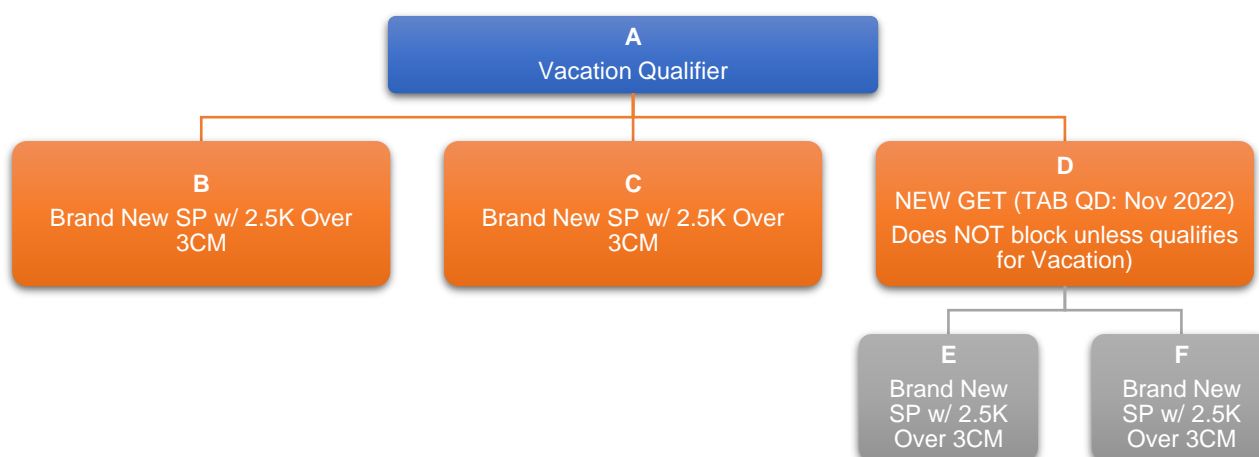 A
Vacation Qualifier
B
Brand New SP w/ 2.5K Over
3CM
C
Brand New SP w/ 2.5K Over
3CM
D
NEW GET (TAB QD: Nov 2022)
Does NOT block unless qualifies
for Vacation)
E
Brand New
SP w/ 2.5K
Over 3CM
F
Brand New
SP w/ 2.5K
Over 3CM